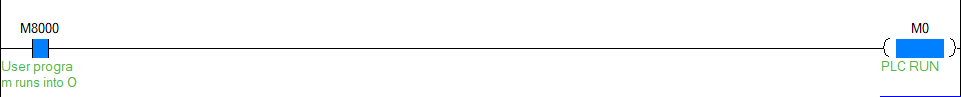 M8000
M0
User progra
m runs into O
PLC RUN